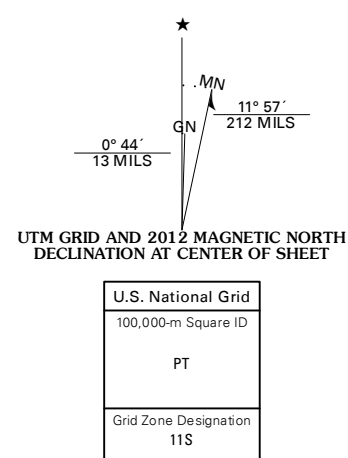 ★
MN
GN
11° 57´
212 MILS
0° 44´
13 MILS
UTM GRID AND 2012 MAGNETIC NORTH
DECLINATION AT CENTER OF SHEET
U.S. National Grid
100,000-m Square ID
PT
Grid Zone Designation
11S